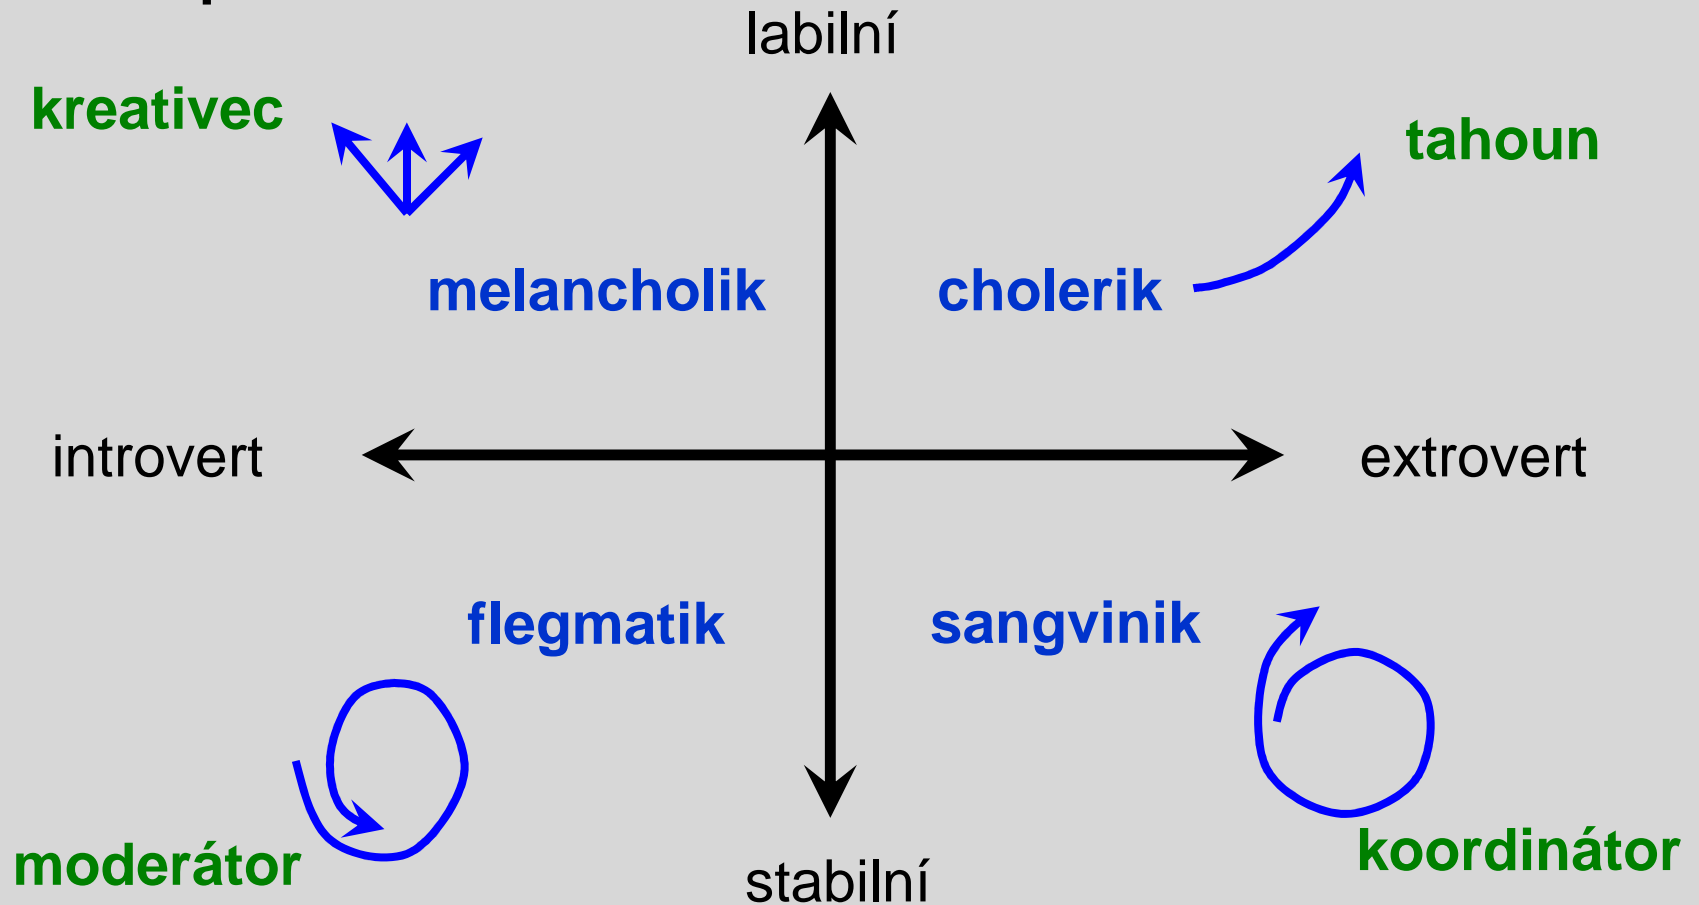 labilní
kreativec
tahoun
melancholik
cholerik
introvert
extrovert
flegmatik
sangvinik
moderátor
koordinátor
stabilní